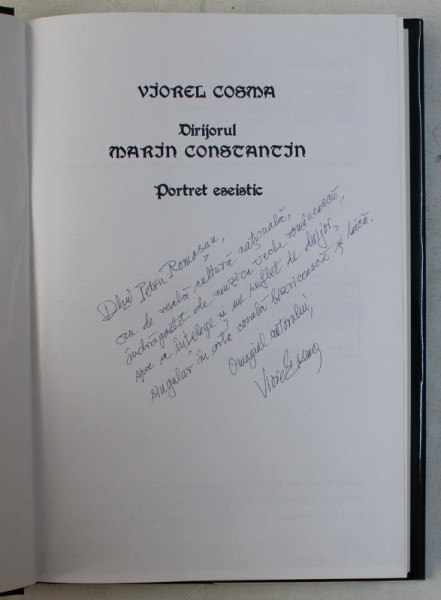 VIOREL COSMA
Dirijorul
MARIN CONSTANTIN
Portret eseistic
Dlui Petru Romoșan,
om de reală cultură națională,
îndrăgostit de muzica veche românească,
spre a înțelege și un suflet de dirijor,
singular în arta corală bisericească și laică.
Omagiul autorului,
Viorel Cosma